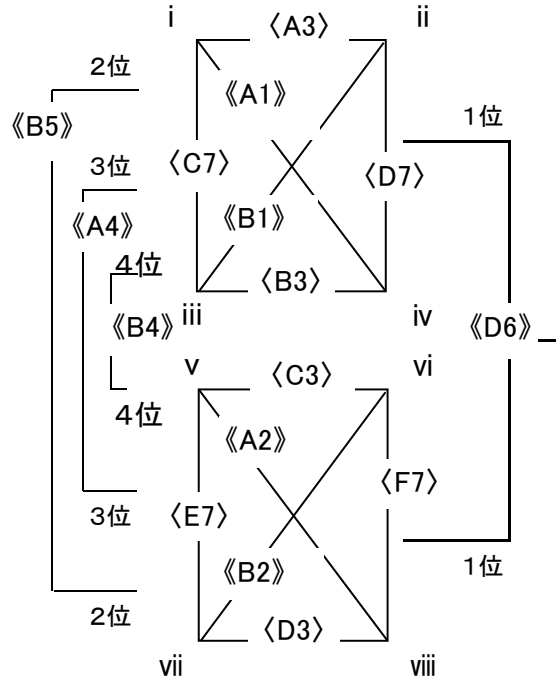 i 〈A3〉 ii
2位 《A1》 1位
《B5》
3位 〈C7〉 〈D7〉
《A4》 《B1》
4位 〈B3〉
《B4》 iii iv 《D6》
v 〈C3〉 vi
4位 《A2》
3位 〈E7〉 〈F7〉
《B2》 1位
2位 〈D3〉
vii viii